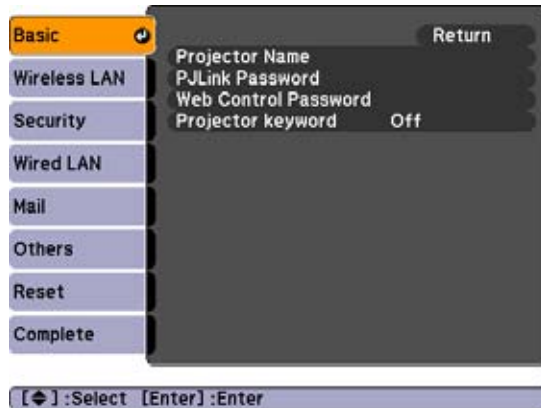 Basic
Wireless LAN
Security
Wired LAN
Mail
Others
Reset
Complete
Return
Projector Name
PJLink Password
Web Control Password
Projector keyword Off
[◆]:Select [Enter]:Enter